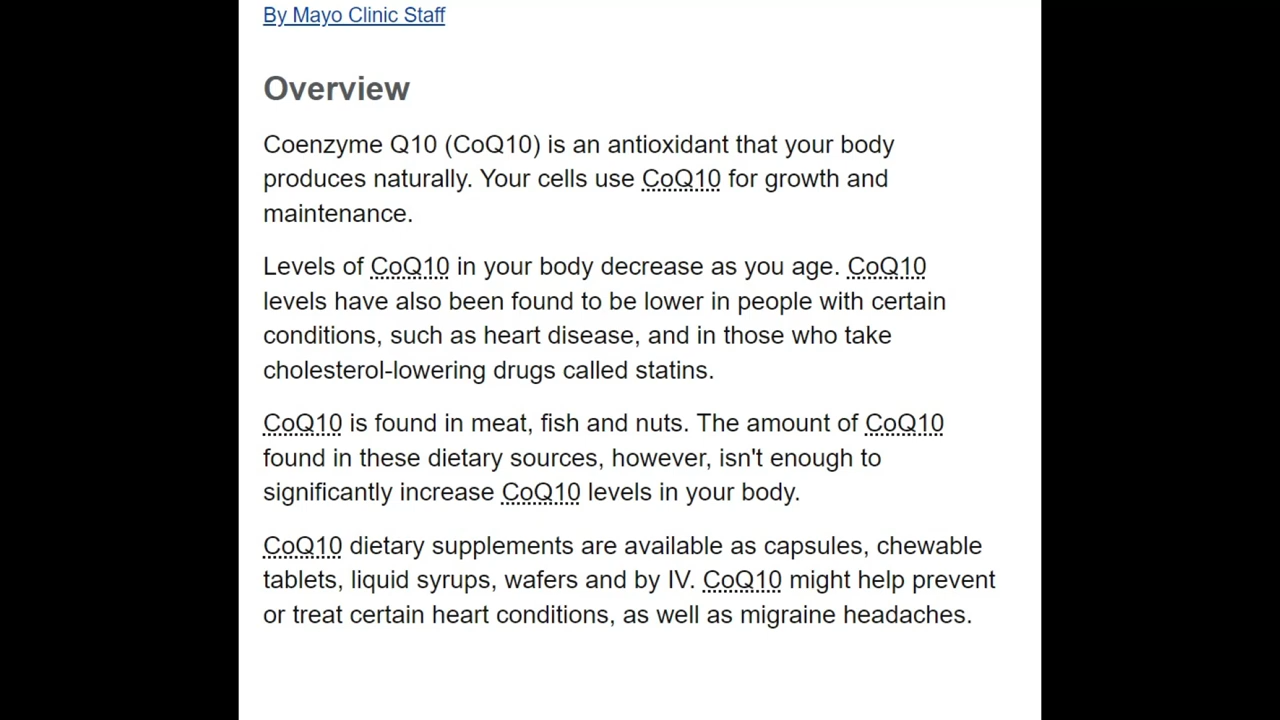 By Mayo Clinic Staff
Overview
Coenzyme Q10 (CoQ10) is an antioxidant that your body
produces naturally. Your cells use CoQ10 for growth and
maintenance.
Levels of CoQ10 in your body decrease as you age. CoQ10
levels have also been found to be lower in people with certain
conditions, such as heart disease, and in those who take
cholesterol-lowering drugs called statins.
CoQ10 is found in meat, fish and nuts. The amount of CoQ10
found in these dietary sources, however, isn't enough to
significantly increase CoQ10 levels in your body.
CoQ10 dietary supplements are available as capsules, chewable
tablets, liquid syrups, wafers and by IV. CoQ10 might help prevent
or treat certain heart conditions, as well as migraine headaches.